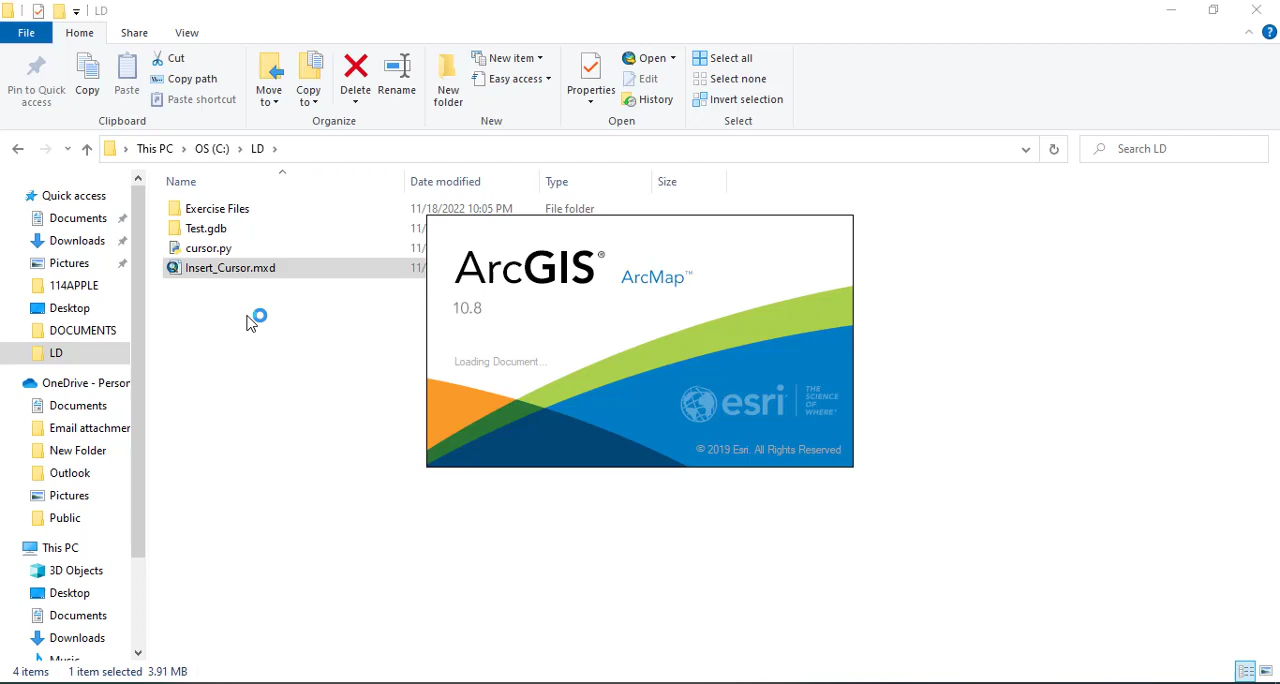 LD
File Home Share View
Pin to Quick access
Copy
Paste
Cut
Copy path
Paste shortcut
Clipboard
Move to
Copy to
Delete
Rename
Organize
New folder
New item
Easy access
New
Properties
Open
Edit
History
Open
Select all
Select none
Invert selection
Select
This PC > OS (C:) > LD >
Search LD
Name Date modified Type Size
Exercise Files 11/18/2022 10:05 PM File folder
Test.gdb 11/
cursor.py 11/
Insert_Cursor.mxd 11/
Quick access
Documents
Downloads
Pictures
114APPLE
Desktop
DOCUMENTS
LD
OneDrive - Person
Documents
Email attachmer
New Folder
Outlook
Pictures
Public
This PC
3D Objects
Desktop
Documents
Downloads
Music
ArcGIS® ArcMap™
10.8
Loading Document...
esri
THE
SCIENCE
OF
WHERE®
© 2019 Esri. All Rights Reserved
4 items 1 item selected 3.91 MB